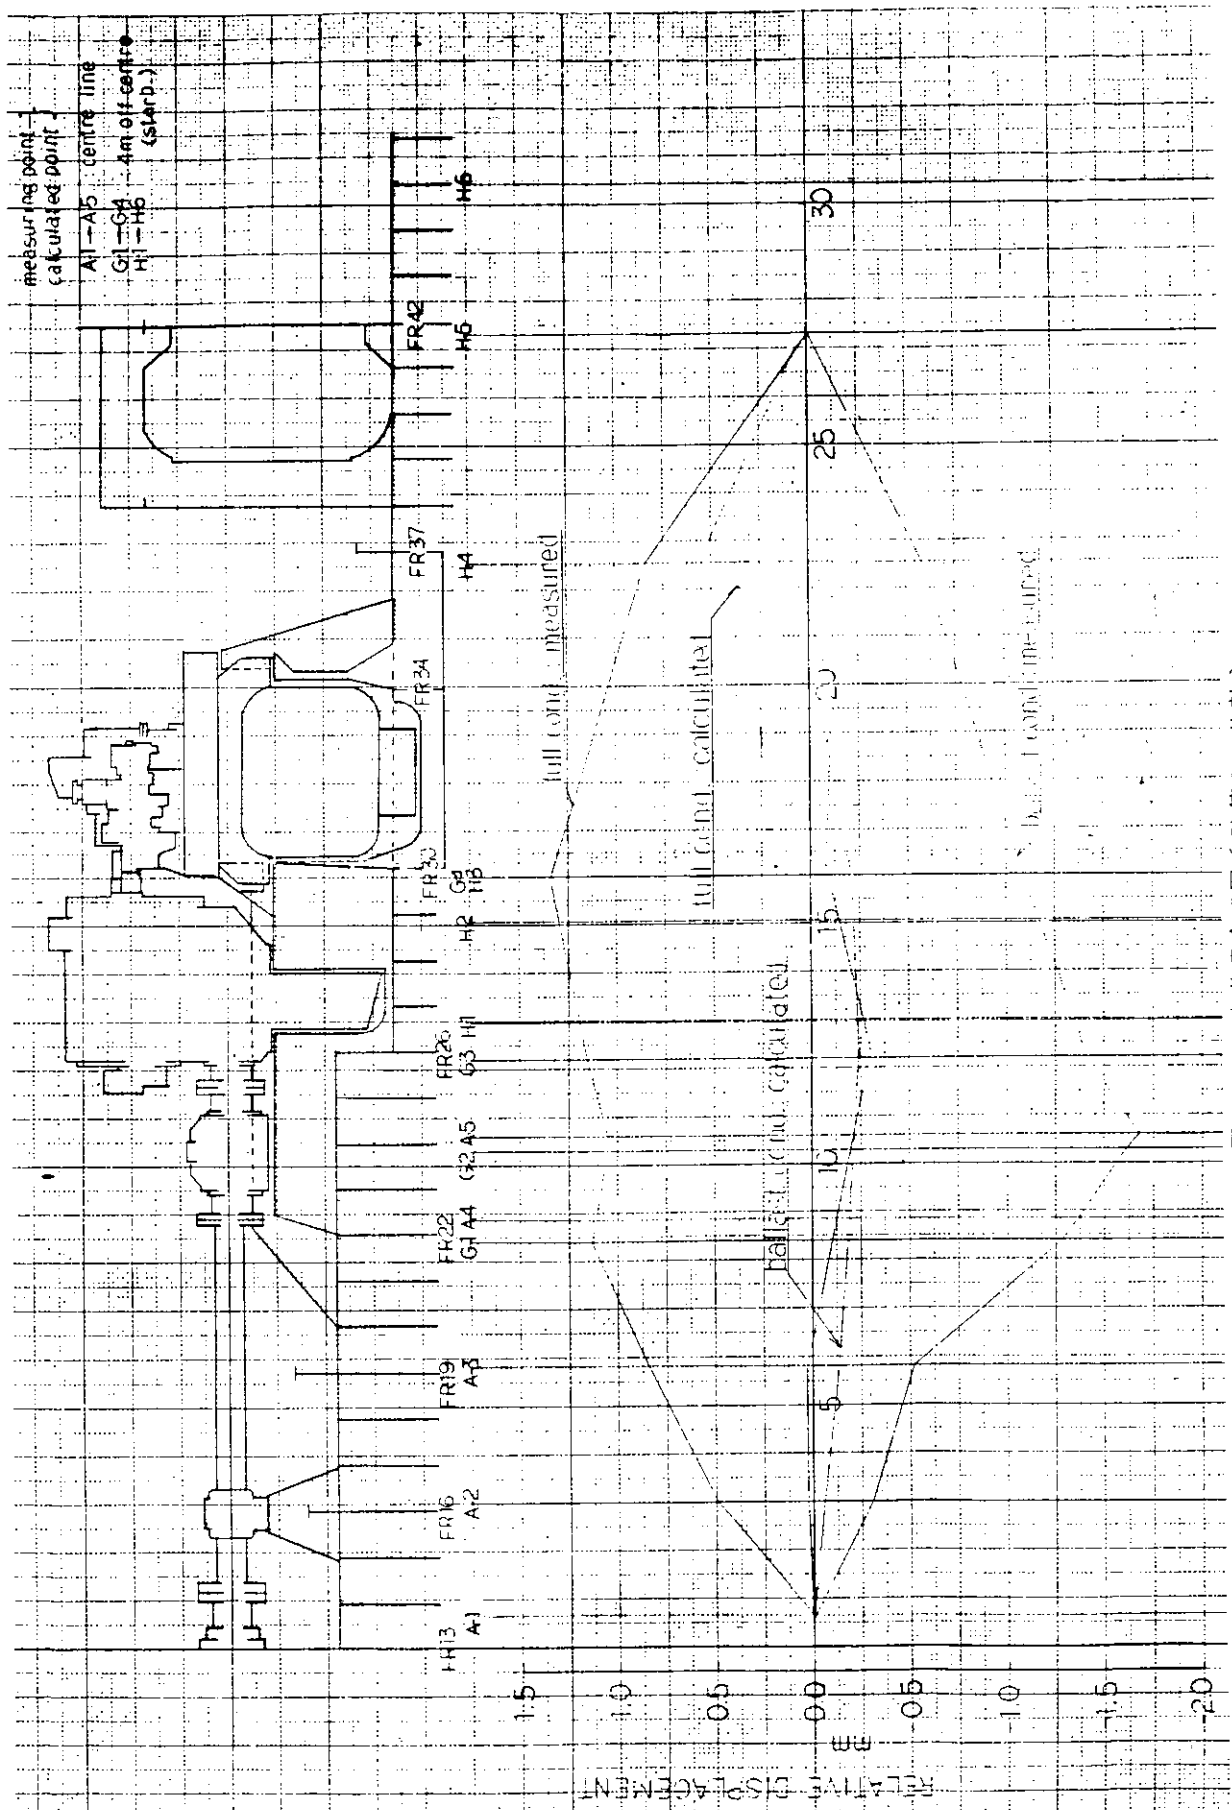 measuring point
calculated point
A1—A5 : centre line
G1—G4 : 4m off centre
H1—H6 (starb.)
FR13
FR16
FR19
FR22
FR26
FR30
FR34
FR37
FR42
A1
A2
A3
G1 A4
G2 A5
G3 H1
H2
H3
H4
H5
H6
full cond. measured
full cond. calculated
ballast cond. calculated
cond. measured
5
10
15
20
25
30
1.5
1.0
0.5
0.0
-0.5
-1.0
-1.5
-2.0
mm
RELATIVE DISPLACEMENT